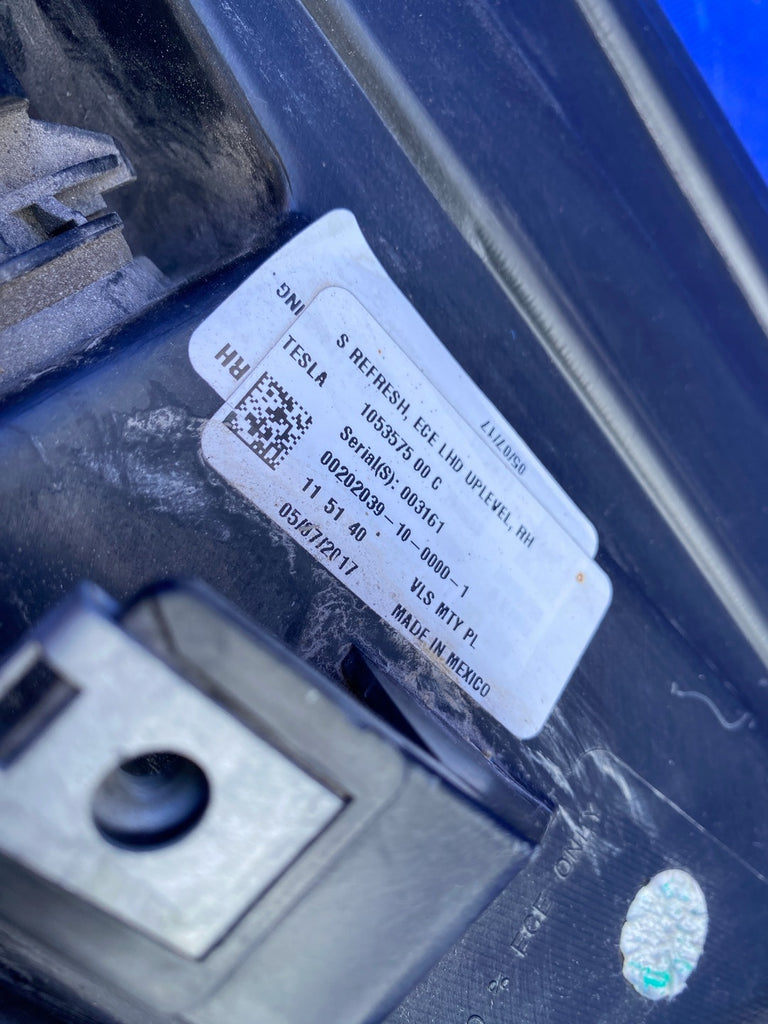 ING
RH
05/07/17
S REFRESH, ECE LHD UPLEVEL, RH
TESLA
1053575 00 C
Serial(S): 003161
00202039-10-0000-1
11 51 40
VLS MTY PL
05/07/2017
MADE IN MEXICO
% ECE ONLY